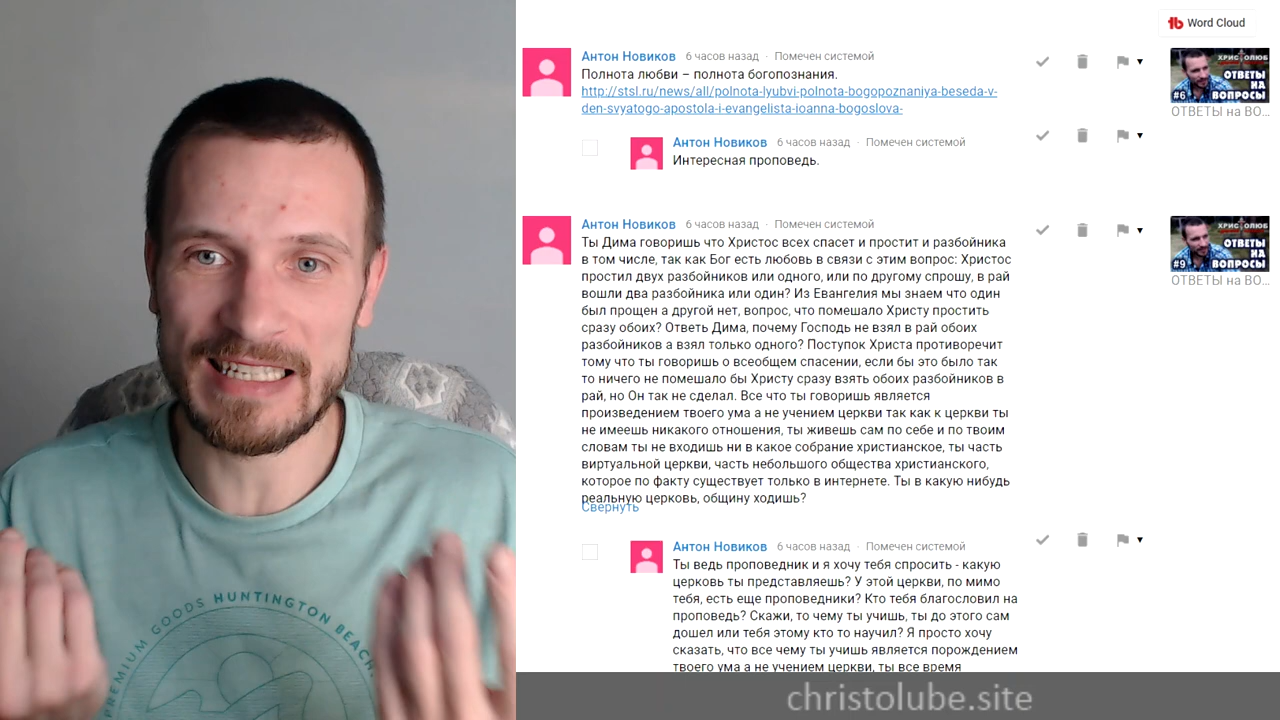 Word Cloud
Антон Новиков 6 часов назад · Помечен системой
Полнота любви – полнота богопознания.
http://stsl.ru/news/all/polnota-lyubvi-polnota-bogopoznaniya-beseda-v-
den-svyatogo-apostola-i-evangelista-ioanna-bogoslova-
ХРИСТОЛЮБ
ОТВЕТЫ
НА
ВОПРОСЫ
#6
ОТВЕТЫ на ВО...
Антон Новиков 6 часов назад · Помечен системой
Интересная проповедь.
Антон Новиков 6 часов назад · Помечен системой
Ты Дима говоришь что Христос всех спасет и простит и разбойника
в том числе, так как Бог есть любовь в связи с этим вопрос: Христос
простил двух разбойников или одного, или по другому спрошу, в рай
вошли два разбойника или один? Из Евангелия мы знаем что один
был прощен а другой нет, вопрос, что помешало Христу простить
сразу обоих? Ответь Дима, почему Господь не взял в рай обоих
разбойников а взял только одного? Поступок Христа противоречит
тому что ты говоришь о всеобщем спасении, если бы это было так
то ничего не помешало бы Христу сразу взять обоих разбойников в
рай, но Он так не сделал. Все что ты говоришь является
произведением твоего ума а не учением церкви так как к церкви ты
не имеешь никакого отношения, ты живешь сам по себе и по твоим
словам ты не входишь ни в какое собрание христианское, ты часть
виртуальной церкви, часть небольшого общества христианского,
которое по факту существует только в интернете. Ты в какую нибудь
реальную церковь, общину ходишь?
Свернуть
ХРИСТОЛЮБ
ОТВЕТЫ
НА
ВОПРОСЫ
#9
ОТВЕТЫ на ВО...
Антон Новиков 6 часов назад · Помечен системой
Ты ведь проповедник и я хочу тебя спросить - какую
церковь ты представляешь? У этой церкви, по мимо
тебя, есть еще проповедники? Кто тебя благословил на
проповедь? Скажи, то чему ты учишь, ты до этого сам
дошел или тебя этому кто то научил? Я просто хочу
сказать, что все чему ты учишь является порождением
твоего ума а не учением церкви, ты все время
christolube.site
PREMIUM GOODS HUNTINGTON BEACH